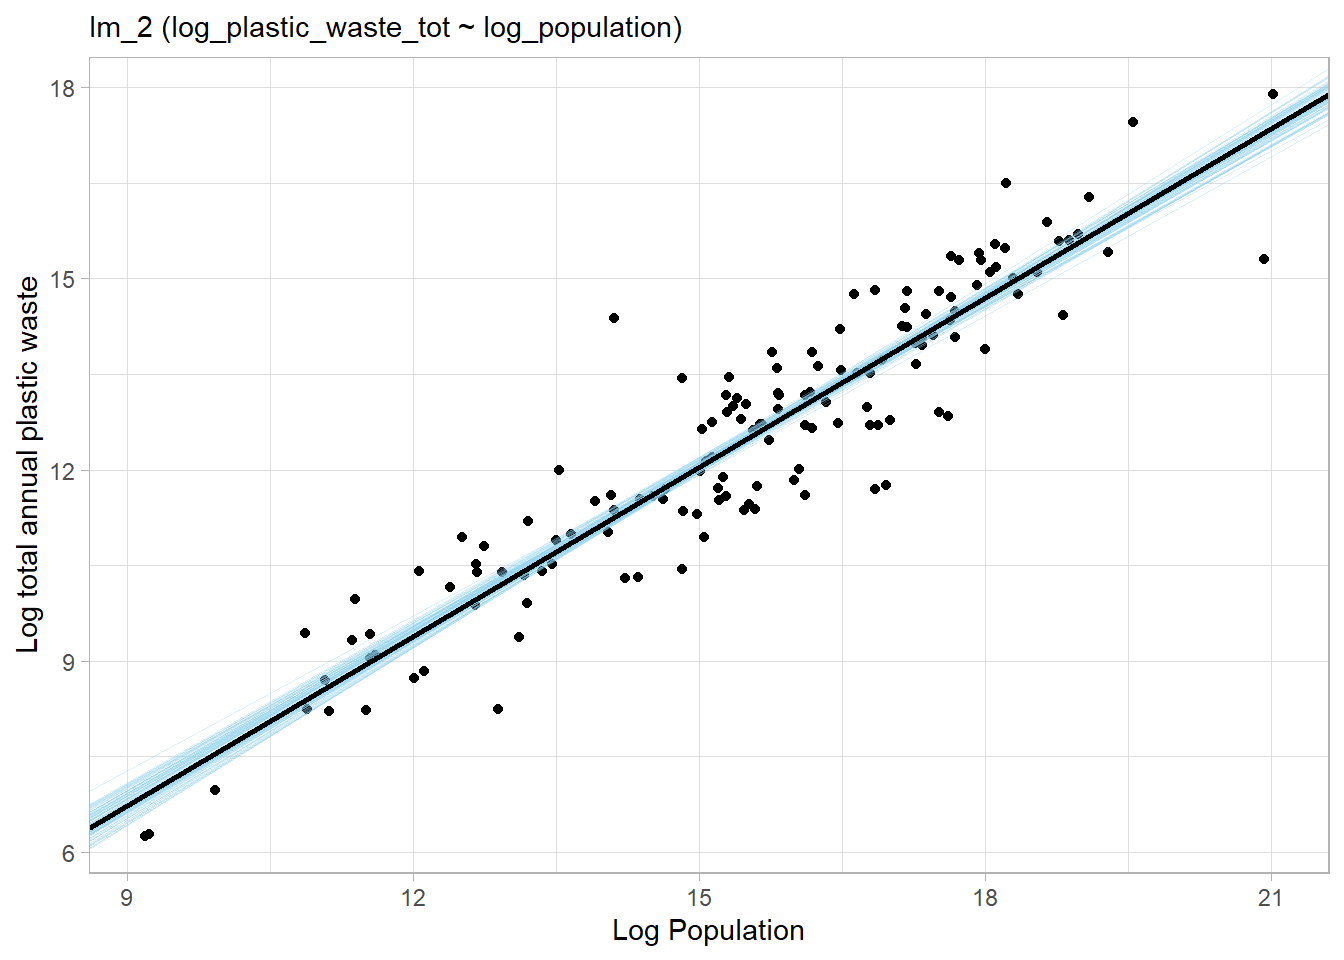 lm_2 (log_plastic_waste_tot ~ log_population)
18
15
12
9
6
Log total annual plastic waste
9 12 15 18 21
Log Population